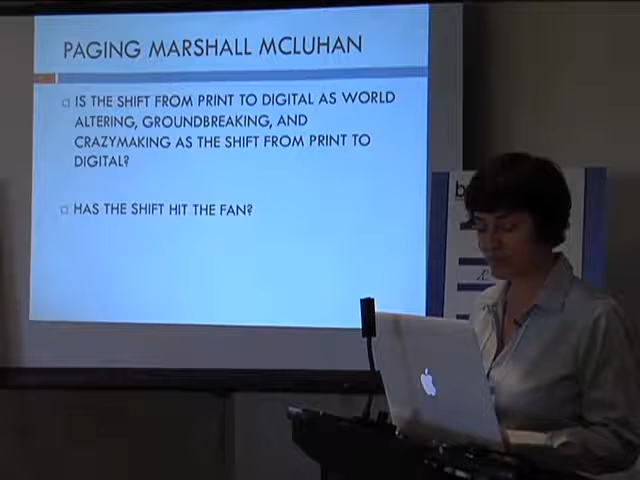 PAGING MARSHALL MCLUHAN
IS THE SHIFT FROM PRINT TO DIGITAL AS WORLD
ALTERING, GROUNDBREAKING, AND
CRAZYMAKING AS THE SHIFT FROM PRINT TO
DIGITAL?
HAS THE SHIFT HIT THE FAN?